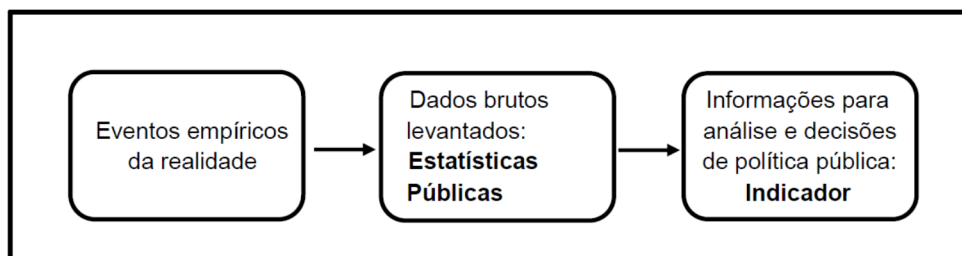 Eventos empíricos
da realidade
Dados brutos
levantados:
Estatísticas
Públicas
Informações para
análise e decisões
de política pública:
Indicador